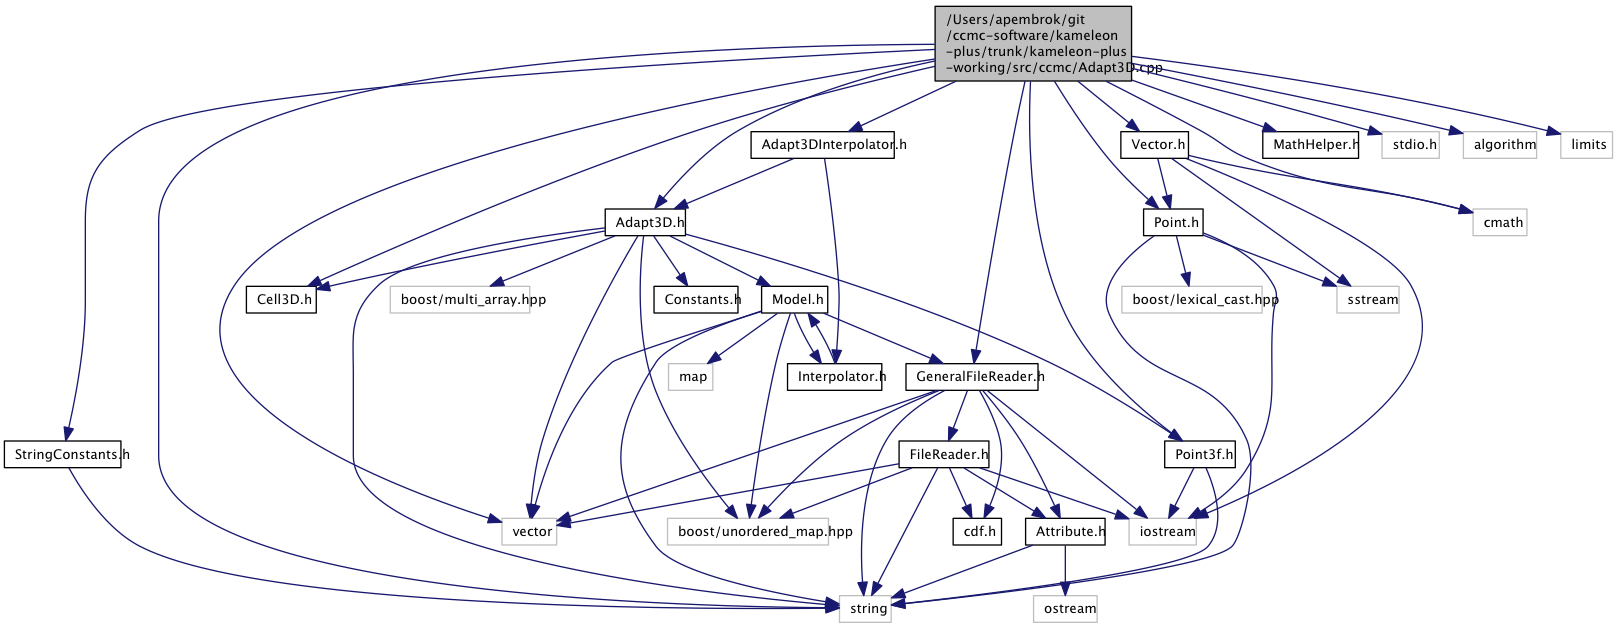 /Users/apembrok/git
/ccmc-software/kameleon
-plus/trunk/kameleon-plus
-working/src/ccmc/Adapt3D.cpp
Adapt3DInterpolator.h
Vector.h
MathHelper.h
stdio.h
algorithm
limits
Adapt3D.h
Point.h
cmath
Cell3D.h
boost/multi_array.hpp
Constants.h
Model.h
boost/lexical_cast.hpp
sstream
map
Interpolator.h
GeneralFileReader.h
StringConstants.h
FileReader.h
Point3f.h
vector
boost/unordered_map.hpp
cdf.h
Attribute.h
iostream
string
ostream